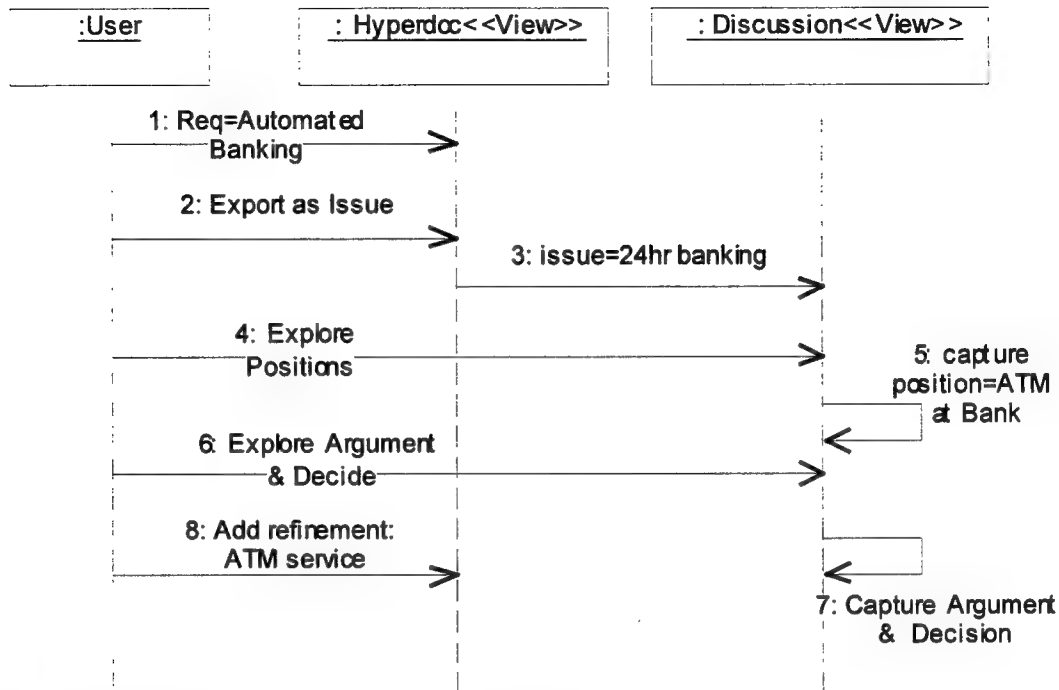 :User
: Hyperdoc<<View>>
: Discussion<<View>>
1: Req=Automated
Banking
2: Export as Issue
3: issue=24hr banking
4: Explore
Positions
5: capture
position=ATM
at Bank
6: Explore Argument
& Decide
8: Add refinement:
ATM service
7: Capture Argument
& Decision